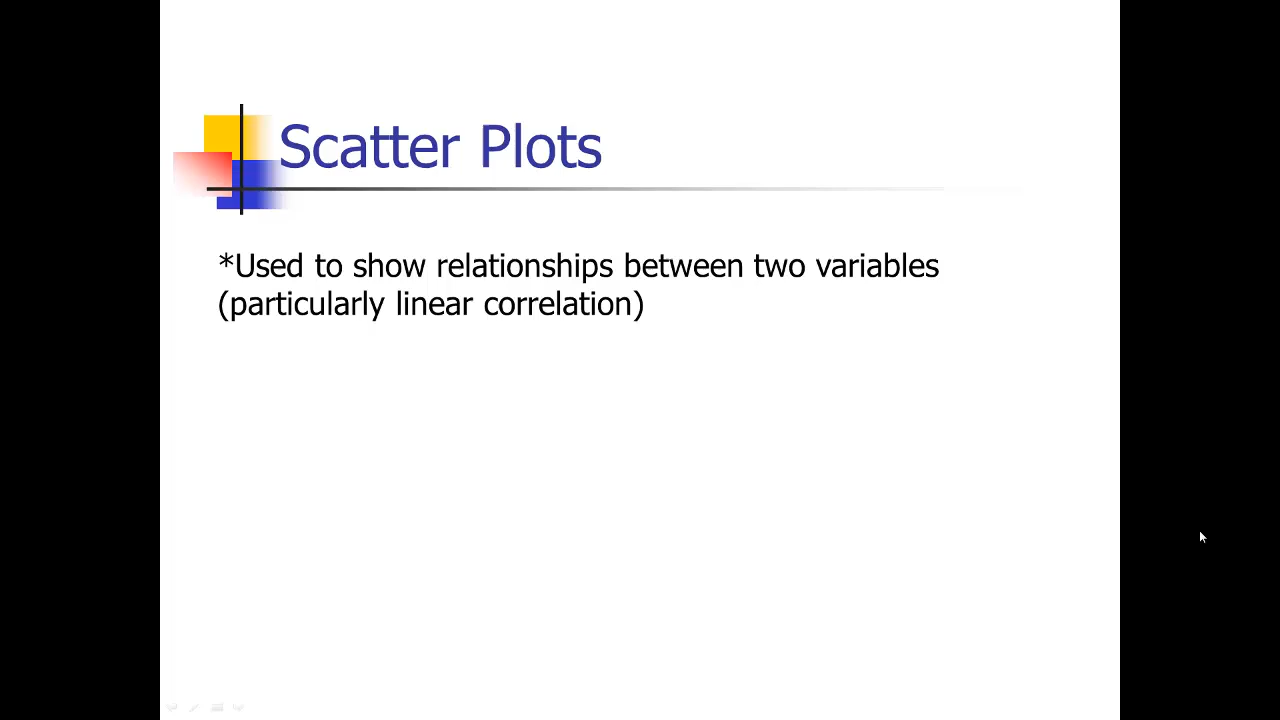 Scatter Plots
*Used to show relationships between two variables
(particularly linear correlation)